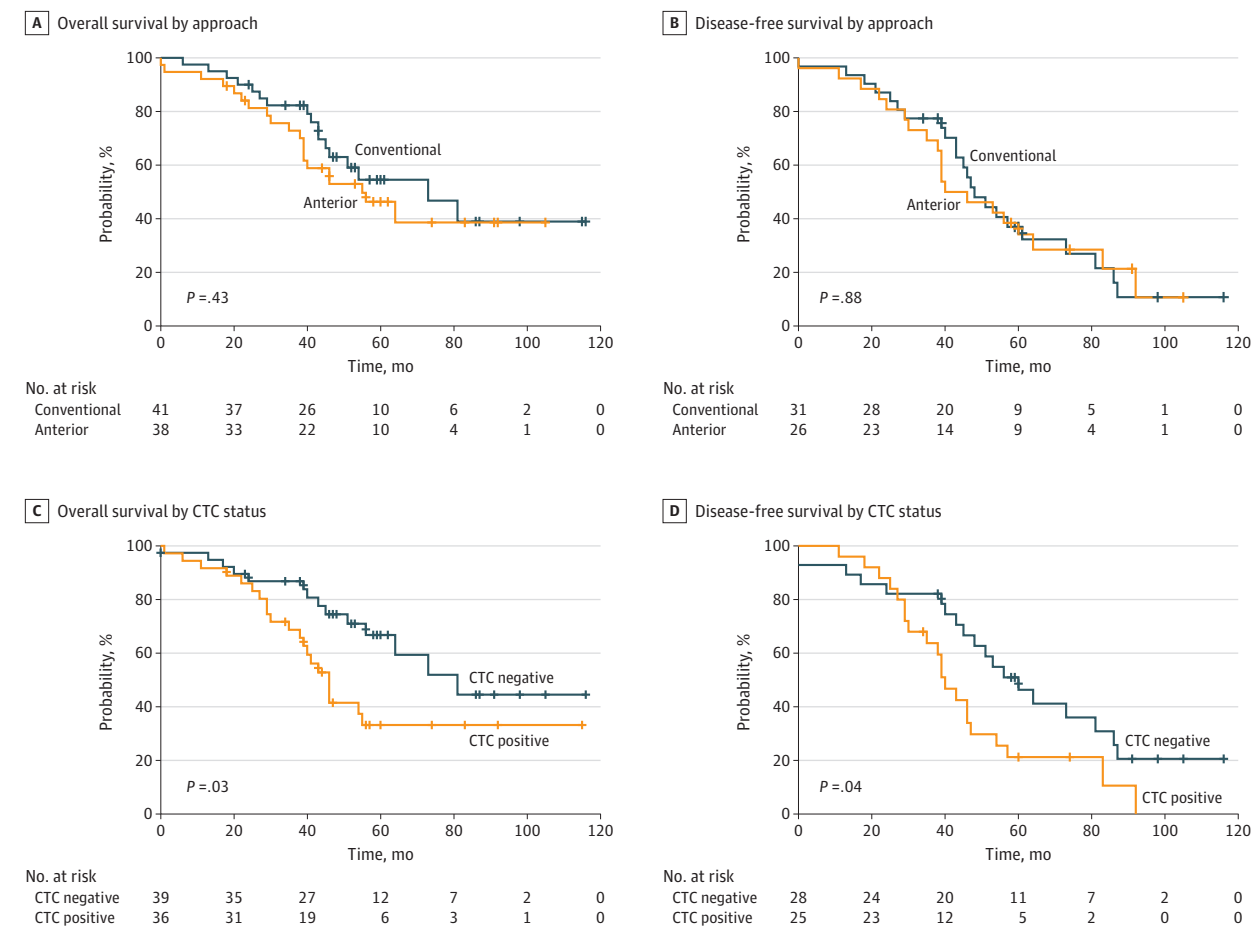 A Overall survival by approach
100
80
60
40
20
0
Probability, %
Conventional
Anterior
P =.43
0 20 40 60 80 100 120
Time, mo
No. at risk
Conventional 41 37 26 10 6 2 0
Anterior 38 33 22 10 4 1 0
B Disease-free survival by approach
100
80
60
40
20
0
Probability, %
Conventional
Anterior
P =.88
0 20 40 60 80 100 120
Time, mo
No. at risk
Conventional 31 28 20 9 5 1 0
Anterior 26 23 14 9 4 1 0
C Overall survival by CTC status
100
80
60
40
20
0
Probability, %
CTC negative
CTC positive
P =.03
0 20 40 60 80 100 120
Time, mo
No. at risk
CTC negative 39 35 27 12 7 2 0
CTC positive 36 31 19 6 3 1 0
D Disease-free survival by CTC status
100
80
60
40
20
0
Probability, %
CTC negative
CTC positive
P =.04
0 20 40 60 80 100 120
Time, mo
No. at risk
CTC negative 28 24 20 11 7 2 0
CTC positive 25 23 12 5 2 0 0